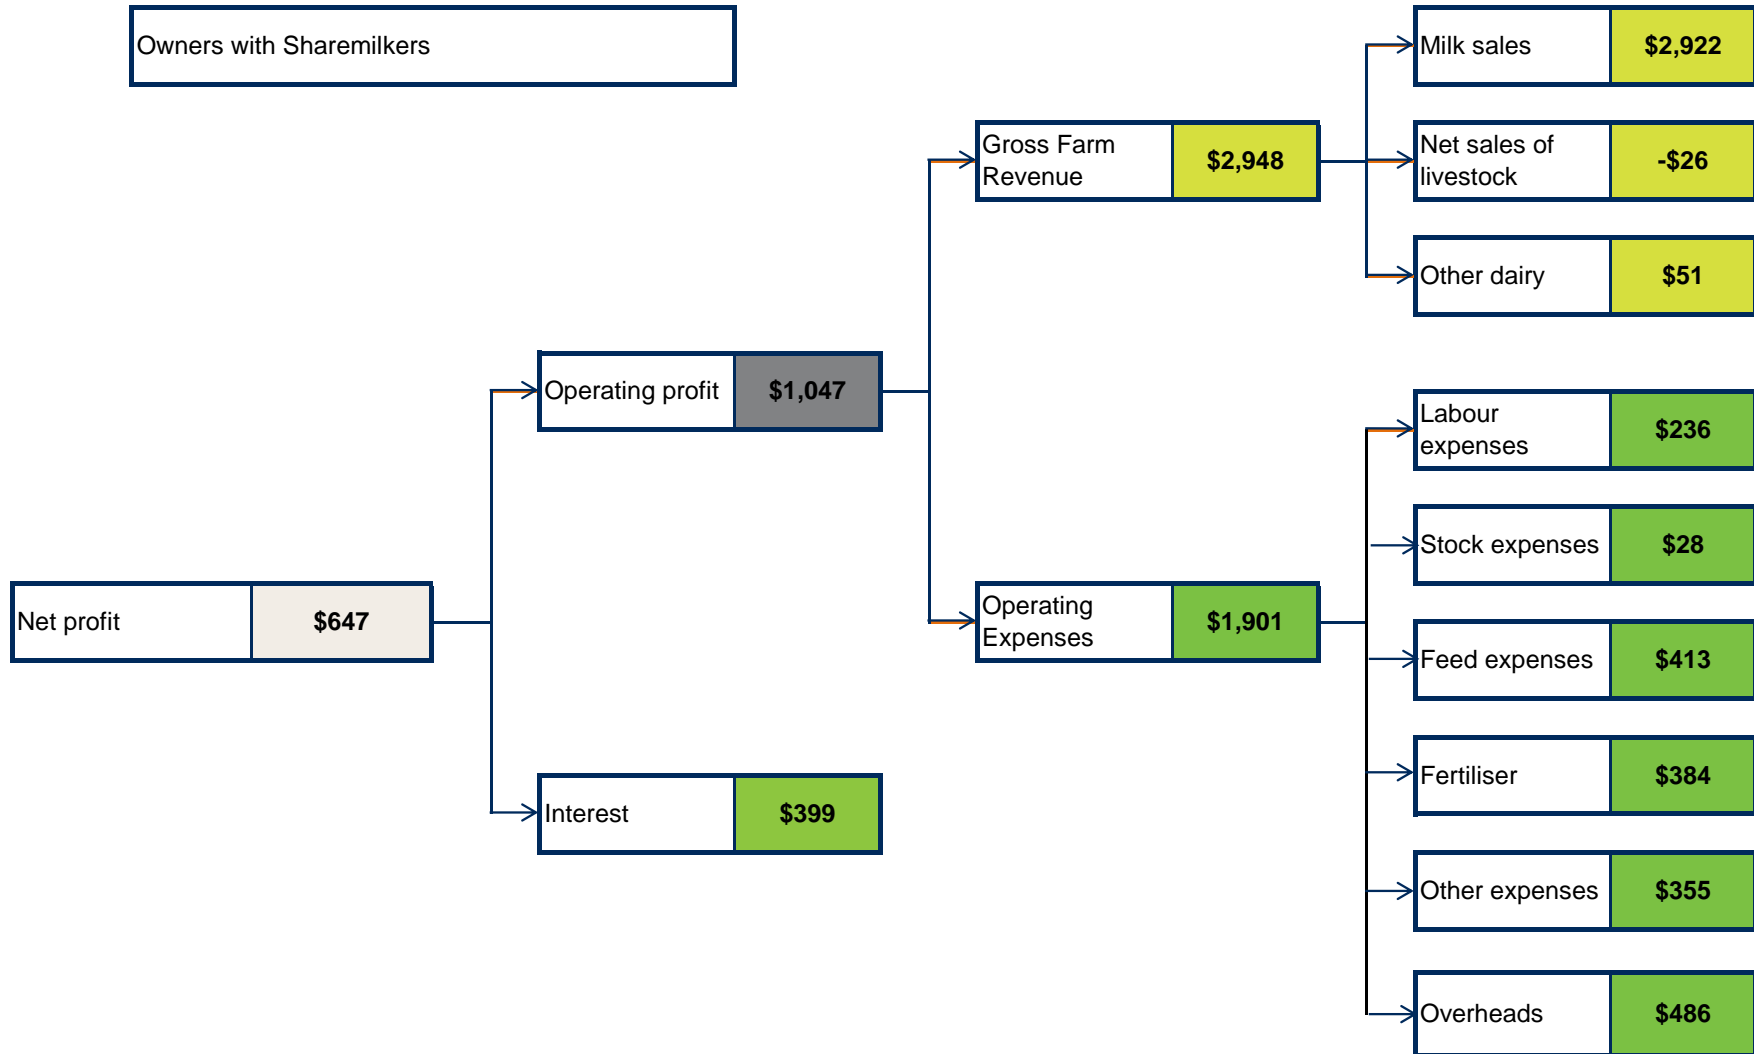 Owners with Sharemilkers
Milk sales $2,922
Gross Farm
Revenue
$2,948
Net sales of
livestock
-$26
Other dairy $51
Operating profit $1,047
Labour
expenses
$236
Stock expenses $28
Net profit $647
Operating
Expenses
$1,901
Feed expenses $413
Fertiliser $384
Interest $399
Other expenses $355
Overheads $486